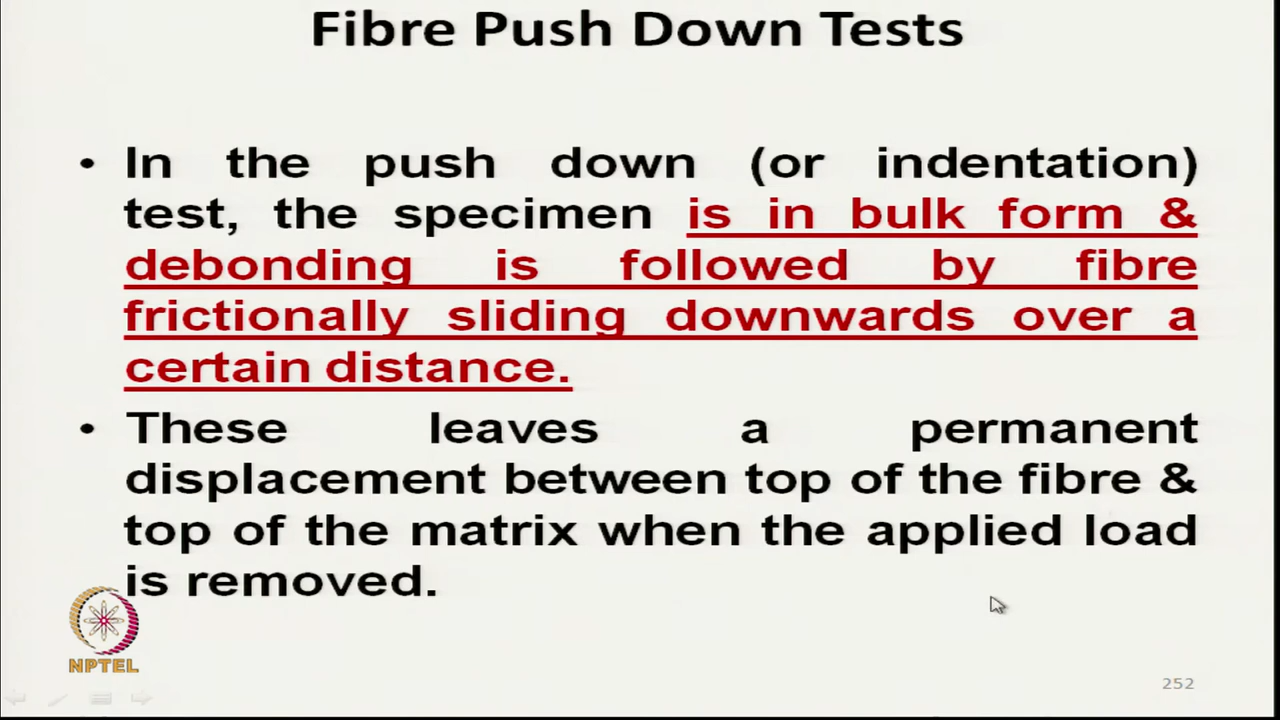 Fibre Push Down Tests
• In the push down (or indentation)
test, the specimen is in bulk form &
debonding is followed by fibre
frictionally sliding downwards over a
certain distance.
• These leaves a permanent
displacement between top of the fibre &
top of the matrix when the applied load
is removed.
NPTEL
252